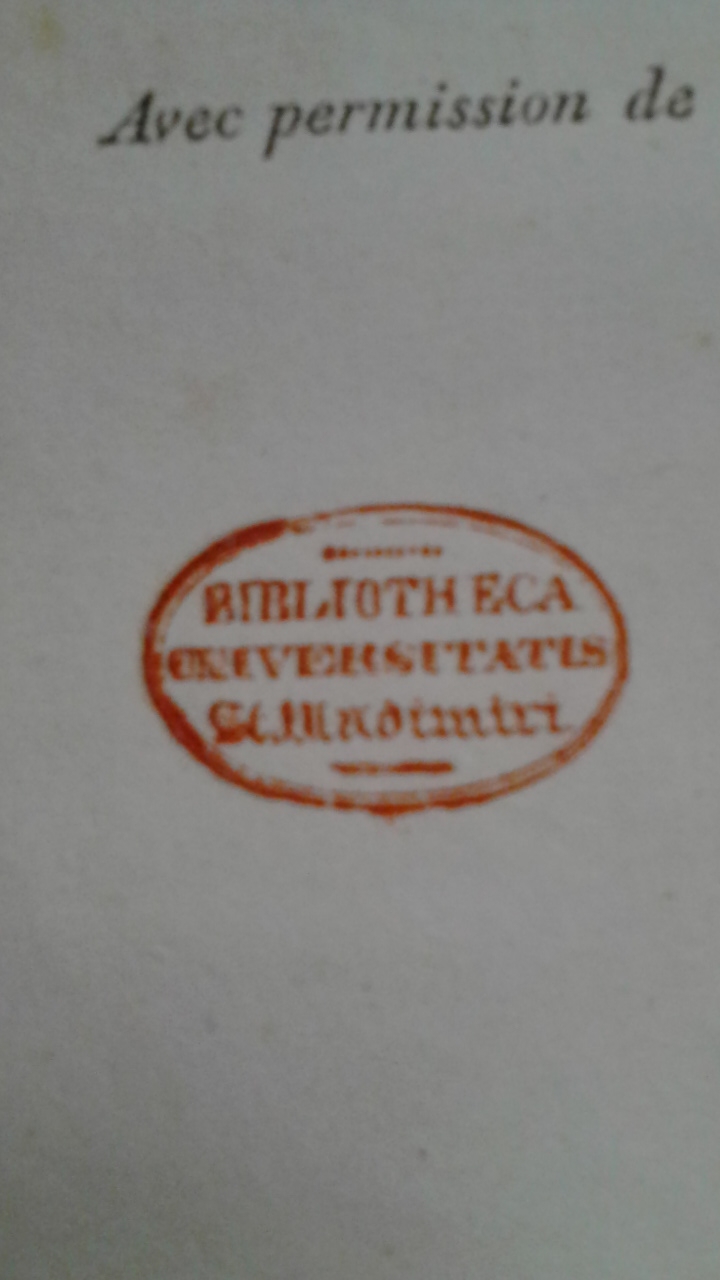 Avec permission de
BIBLIOTHECA
UNIVERSITATIS
St. Wladimiri